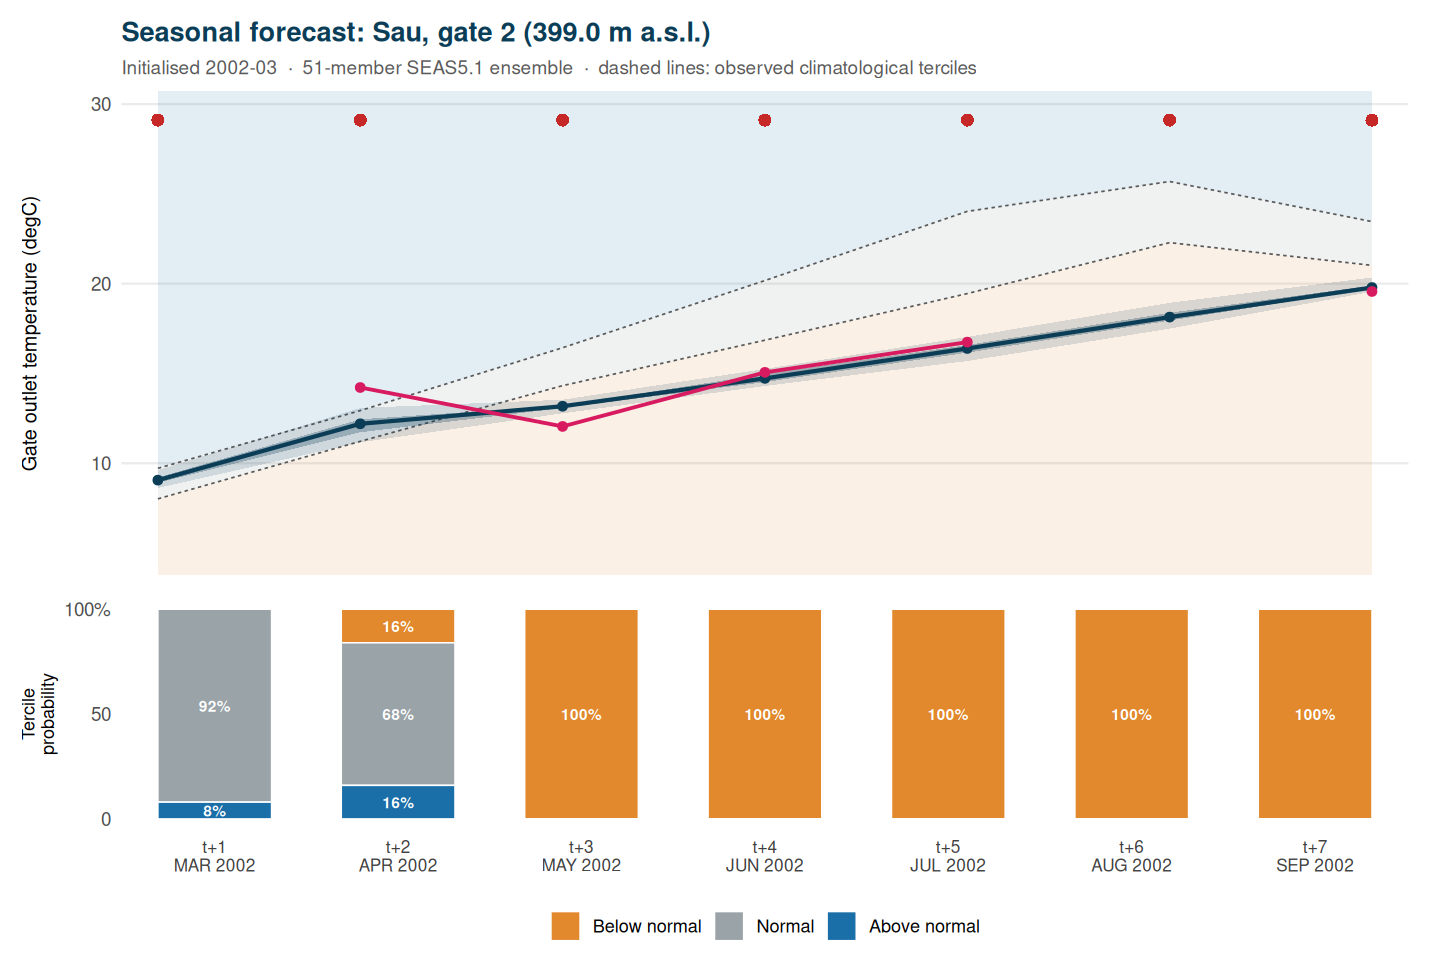 Seasonal forecast: Sau, gate 2 (399.0 m a.s.l.)
Initialised 2002-03 · 51-member SEAS5.1 ensemble · dashed lines: observed climatological terciles
Gate outlet temperature (degC)
30
20
10
Tercile
probability
100%
50
0
92%
8%
16%
68%
16%
100%
100%
100%
100%
100%
t+1
MAR 2002
t+2
APR 2002
t+3
MAY 2002
t+4
JUN 2002
t+5
JUL 2002
t+6
AUG 2002
t+7
SEP 2002
Below normal
Normal
Above normal